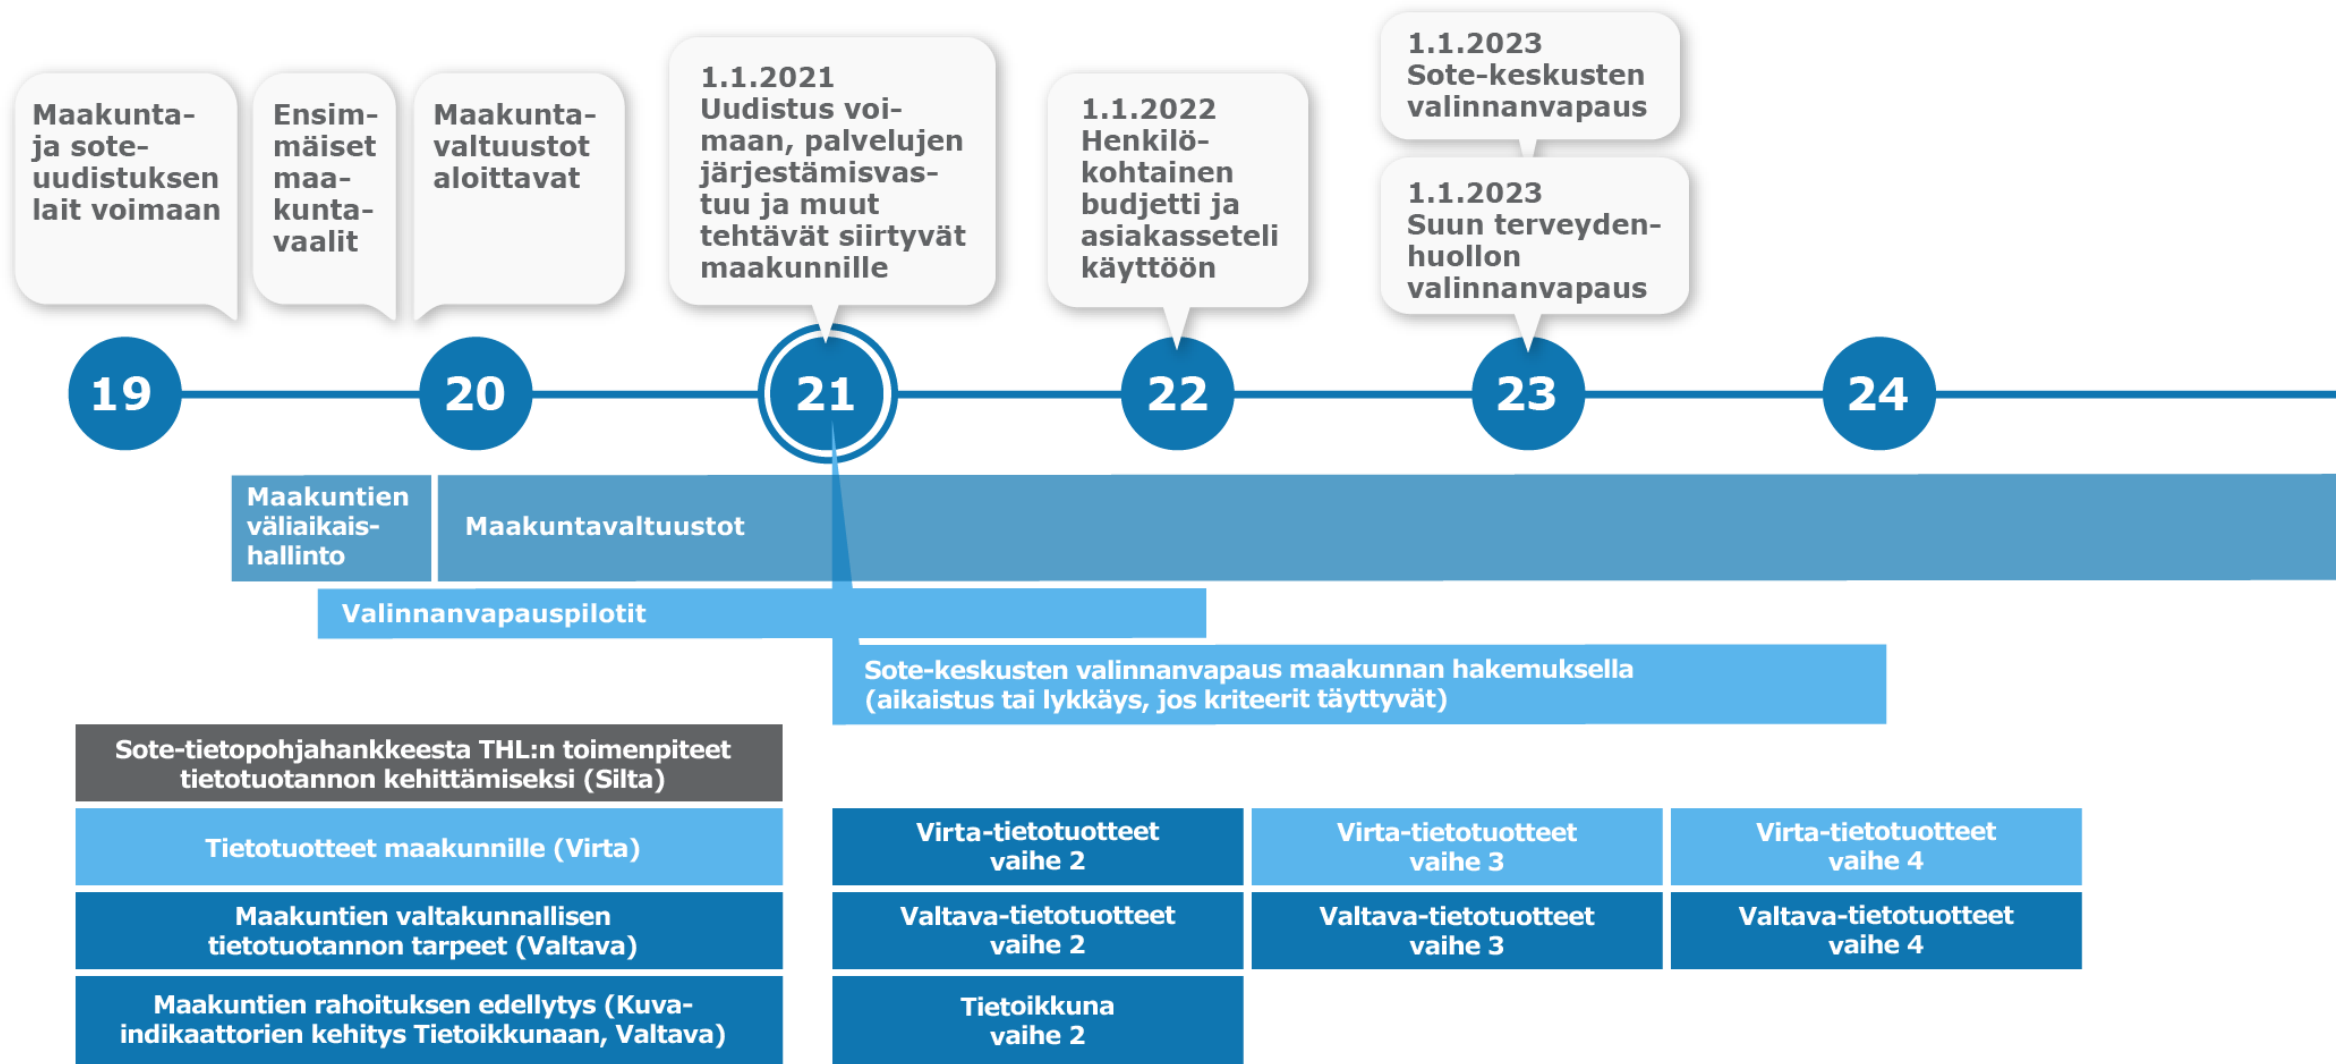 Maakunta-
ja sote-
uudistuksen
lait voimaan
Ensim-
mäiset
maa-
kunta-
vaalit
Maakunta-
valtuustot
aloittavat
1.1.2021
Uudistus voi-
maan, palvelujen
järjestämisvas-
tuu ja muut
tehtävät siirtyvät
maakunnille
1.1.2022
Henkilö-
kohtainen
budjetti ja
asiakasseteli
käyttöön
1.1.2023
Sote-keskusten
valinnanvapaus
1.1.2023
Suun terveyden-
huollon
valinnanvapaus
19
20
21
22
23
24
Maakuntien
väliaikais-
hallinto
Maakuntavaltuustot
Valinnanvapauspilotit
Sote-keskusten valinnanvapaus maakunnan hakemuksella
(aikaistus tai lykkäys, jos kriteerit täyttyvät)
Sote-tietopohjahankkeesta THL:n toimenpiteet
tietotuotannon kehittämiseksi (Silta)
Tietotuotteet maakunnille (Virta)
Virta-tietotuotteet
vaihe 2
Virta-tietotuotteet
vaihe 3
Virta-tietotuotteet
vaihe 4
Maakuntien valtakunnallisen
tietotuotannon tarpeet (Valtava)
Valtava-tietotuotteet
vaihe 2
Valtava-tietotuotteet
vaihe 3
Valtava-tietotuotteet
vaihe 4
Maakuntien rahoituksen edellytys (Kuva-
indikaattorien kehitys Tietoikkunaan, Valtava)
Tietoikkuna
vaihe 2